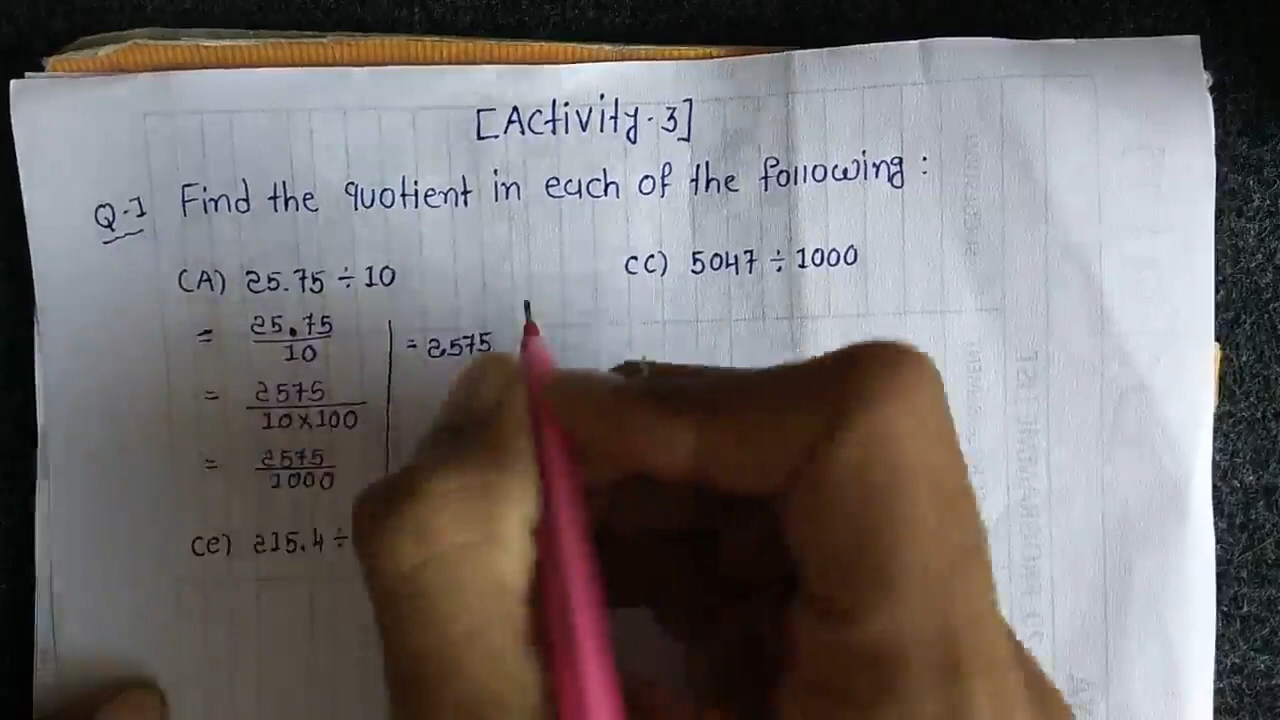 [Activity-3]
Q-1 Find the quotient in each of the following:
(A) 25.75 ÷ 10
= 25.75 / 10
= 2575 / 10×100
= 2575 / 1000
= 2575
(C) 5047 ÷ 1000
(e) 215.4 ÷